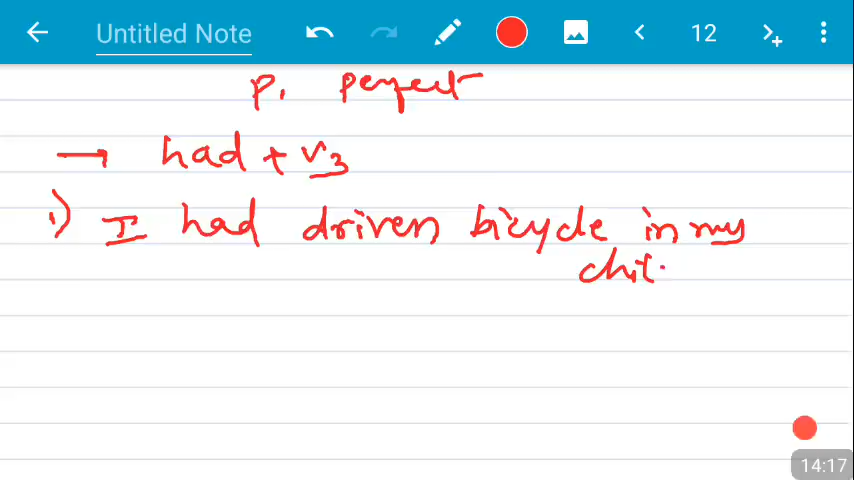 Untitled Note
12
P. perfect
→ had + V3
1) I had driven bicycle in my
chil
14:17